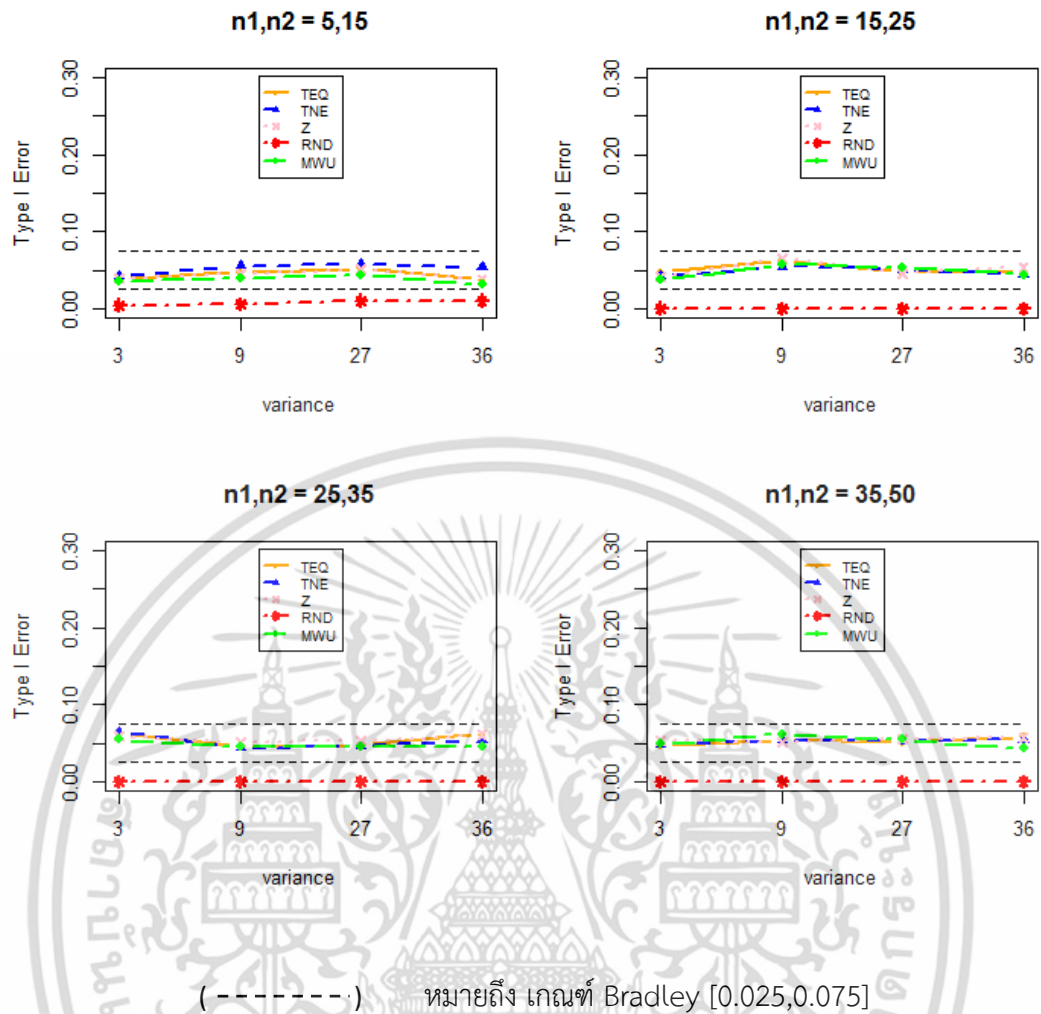 n1,n2 = 5,15
Type I Error
0.00 0.10 0.20 0.30
TEQ
TNE
Z
RND
MWU
3 9 27 36
variance
n1,n2 = 15,25
Type I Error
0.00 0.10 0.20 0.30
TEQ
TNE
Z
RND
MWU
3 9 27 36
variance
n1,n2 = 25,35
Type I Error
0.00 0.10 0.20 0.30
TEQ
TNE
Z
RND
MWU
3 9 27 36
variance
n1,n2 = 35,50
Type I Error
0.00 0.10 0.20 0.30
TEQ
TNE
Z
RND
MWU
3 9 27 36
variance
( - - - - - - - - ) หมายถึง เกณฑ์ Bradley [0.025,0.075]